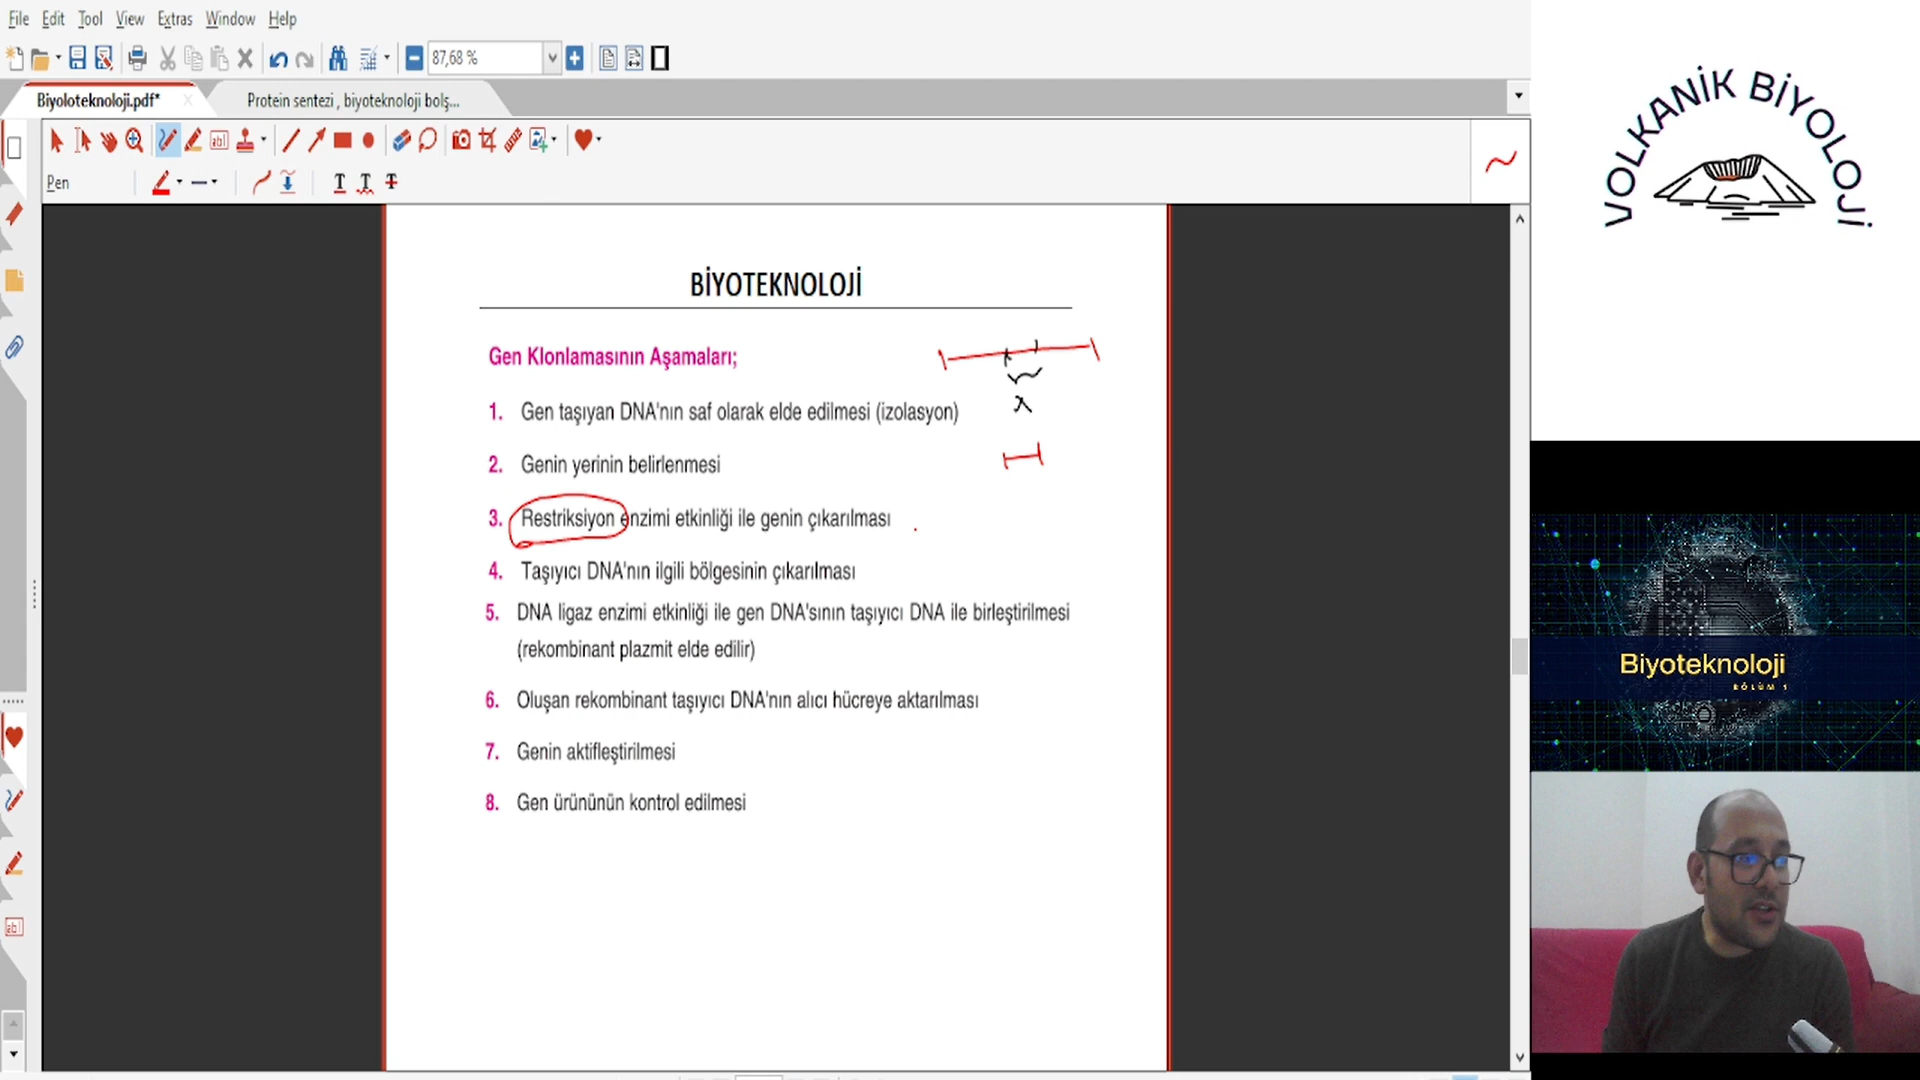 File Edit Tool View Extras Window Help
87,68 %
Biyoloteknoloji.pdf*
Protein sentezi , biyoteknoloji bolş...
Pen
VOLKANİK BİYOLOJİ
BİYOTEKNOLOJİ
Gen Klonlamasının Aşamaları;
1. Gen taşıyan DNA'nın saf olarak elde edilmesi (izolasyon)
2. Genin yerinin belirlenmesi
3. Restriksiyon enzimi etkinliği ile genin çıkarılması
4. Taşıyıcı DNA'nın ilgili bölgesinin çıkarılması
5. DNA ligaz enzimi etkinliği ile gen DNA'sının taşıyıcı DNA ile birleştirilmesi
(rekombinant plazmit elde edilir)
6. Oluşan rekombinant taşıyıcı DNA'nın alıcı hücreye aktarılması
7. Genin aktifleştirilmesi
8. Gen ürününün kontrol edilmesi
Biyoteknoloji
BÖLÜM 1